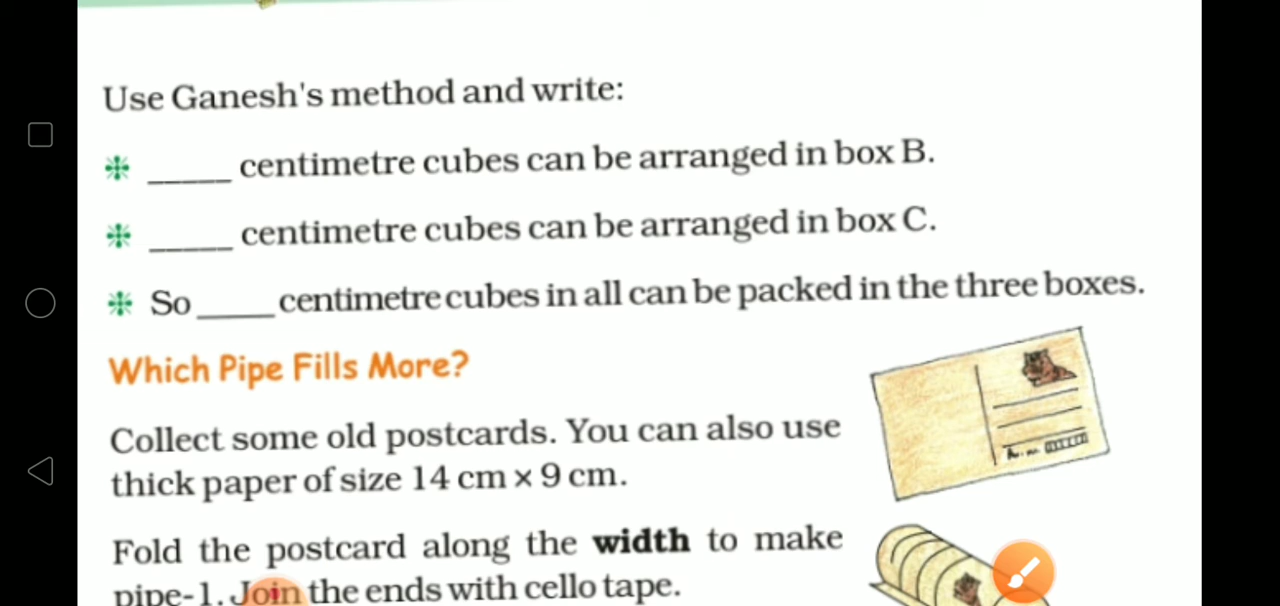 Use Ganesh's method and write:
_____ centimetre cubes can be arranged in box B.
_____ centimetre cubes can be arranged in box C.
So _____ centimetre cubes in all can be packed in the three boxes.
Which Pipe Fills More?
Collect some old postcards. You can also use
thick paper of size 14 cm × 9 cm.
Fold the postcard along the width to make
pipe-1. Join the ends with cello tape.